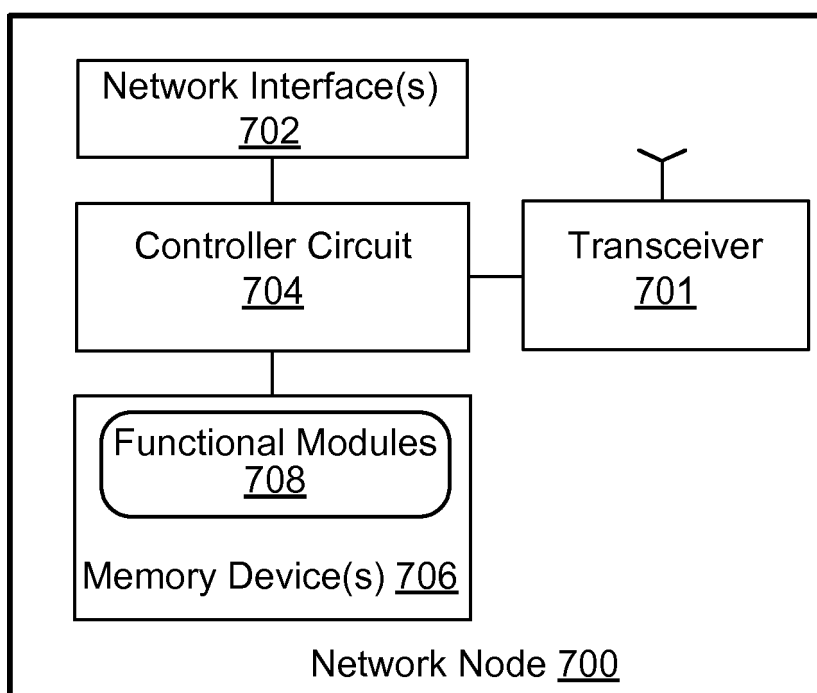 Network Interface(s)
702
Controller Circuit
704
Transceiver
701
Functional Modules
708
Memory Device(s) 706
Network Node 700